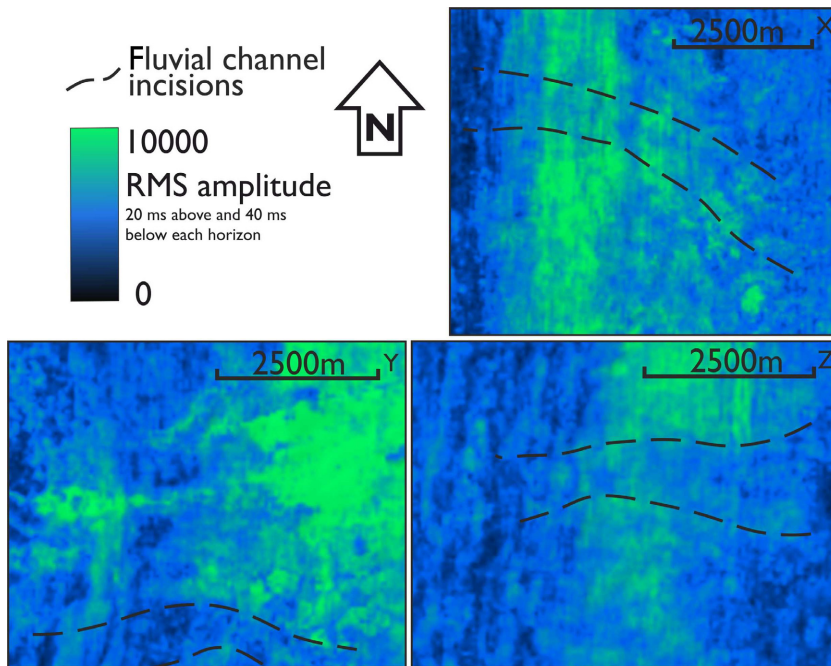 Fluvial channel
incisions
N
10000
RMS amplitude
20 ms above and 40 ms
below each horizon
0
2500m
X
2500m
Y
2500m
Z